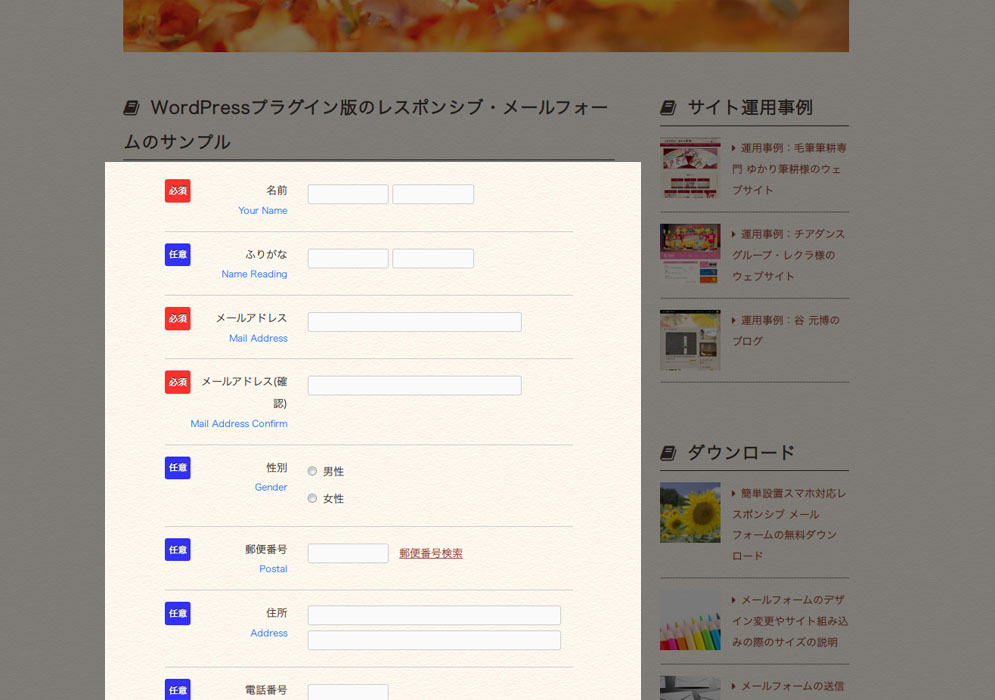 WordPressプラグイン版のレスポンシブ・メールフォー
ムのサンプル
必須
名前
Your Name
任意
ふりがな
Name Reading
必須
メールアドレス
Mail Address
必須
メールアドレス(確
認)
Mail Address Confirm
任意
性別
Gender
男性
女性
任意
郵便番号
Postal
郵便番号検索
任意
住所
Address
任意
電話番号
サイト運用事例
運用事例：毛筆筆耕専
門 ゆかり筆耕様のウェ
ブサイト
運用事例：チアダンス
グループ・レクラ様の
ウェブサイト
運用事例：谷 元博の
ブログ
ダウンロード
簡単設置スマホ対応レ
スポンシブ メール
フォームの無料ダウン
ロード
メールフォームのデザ
イン変更やサイト組み込
みの際のサイズの説明
メールフォームの送信